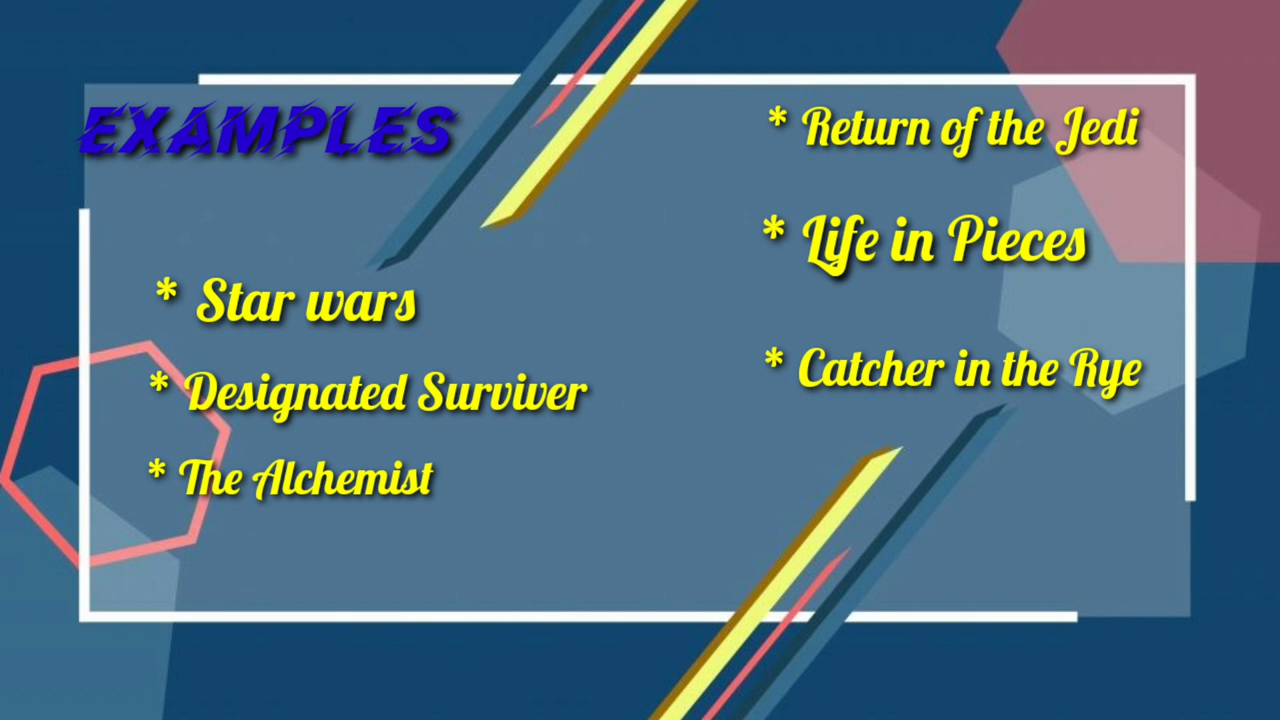 EXAMPLES
* Star wars
* Designated Surviver
* The Alchemist
* Return of the Jedi
* Life in Pieces
* Catcher in the Rye